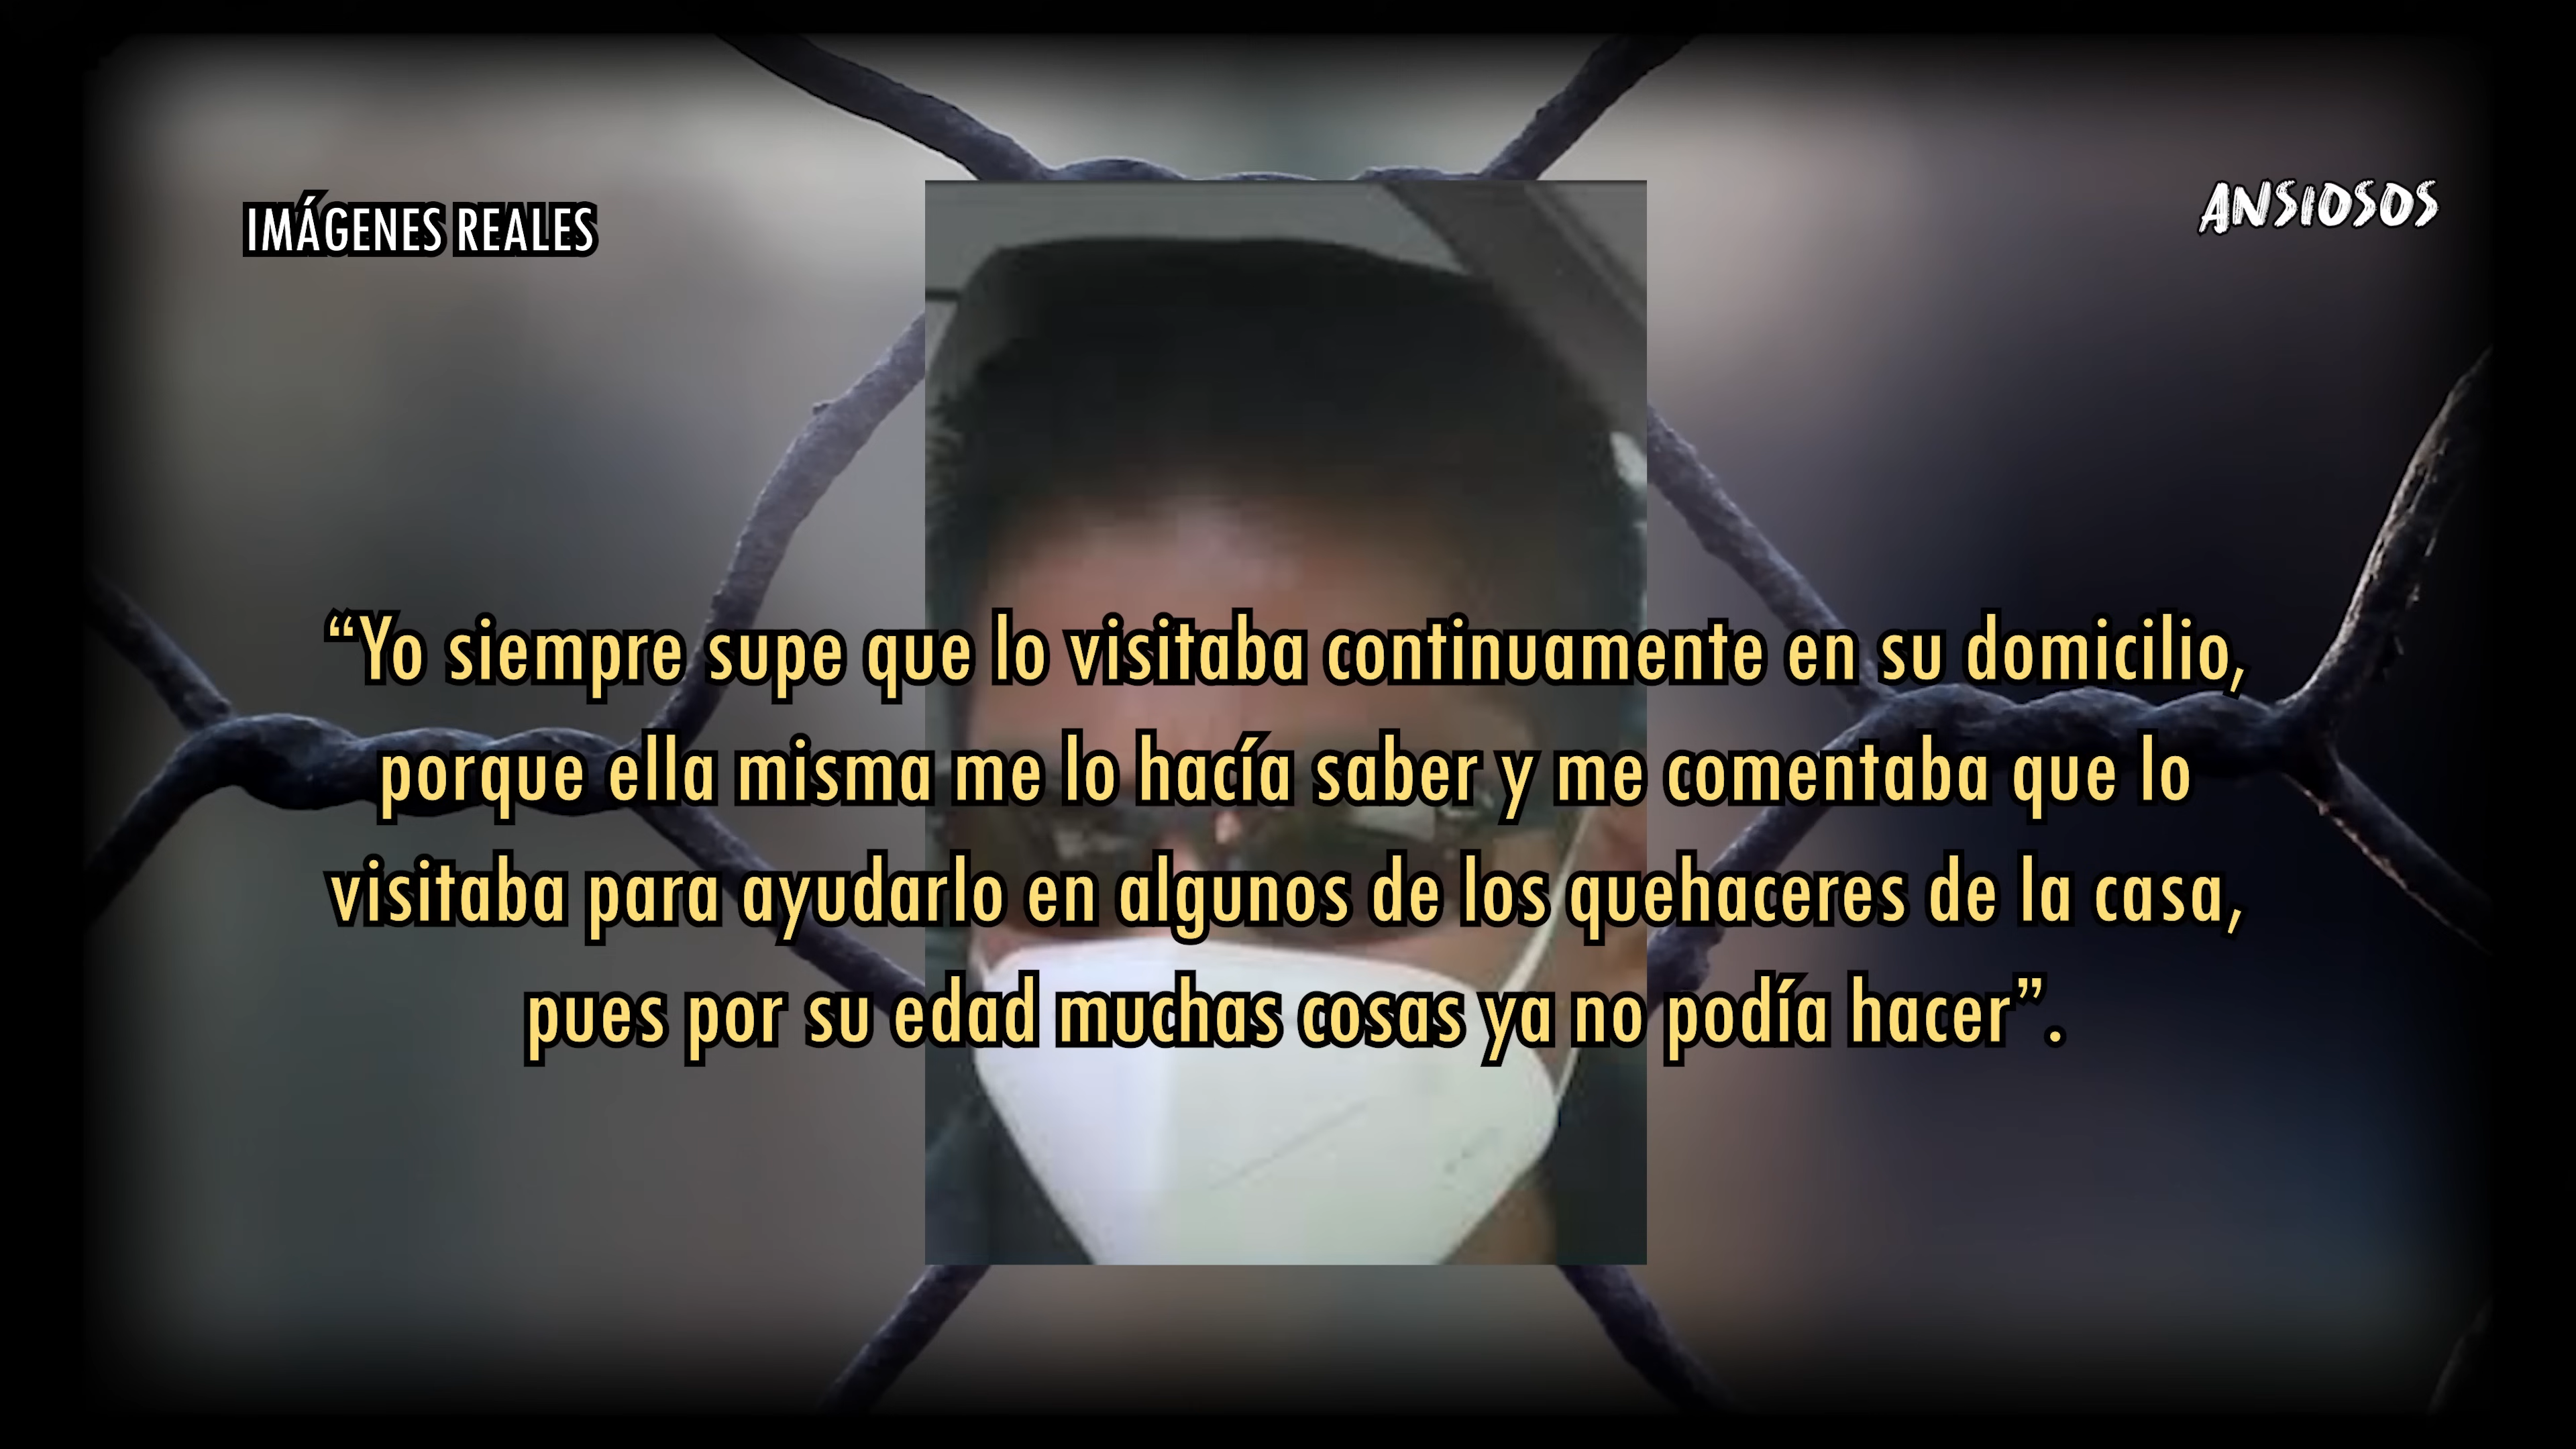 IMÁGENES REALES
ANSIOSOS
“Yo siempre supe que lo visitaba continuamente en su domicilio,
porque ella misma me lo hacía saber y me comentaba que lo
visitaba para ayudarlo en algunos de los quehaceres de la casa,
pues por su edad muchas cosas ya no podía hacer”.